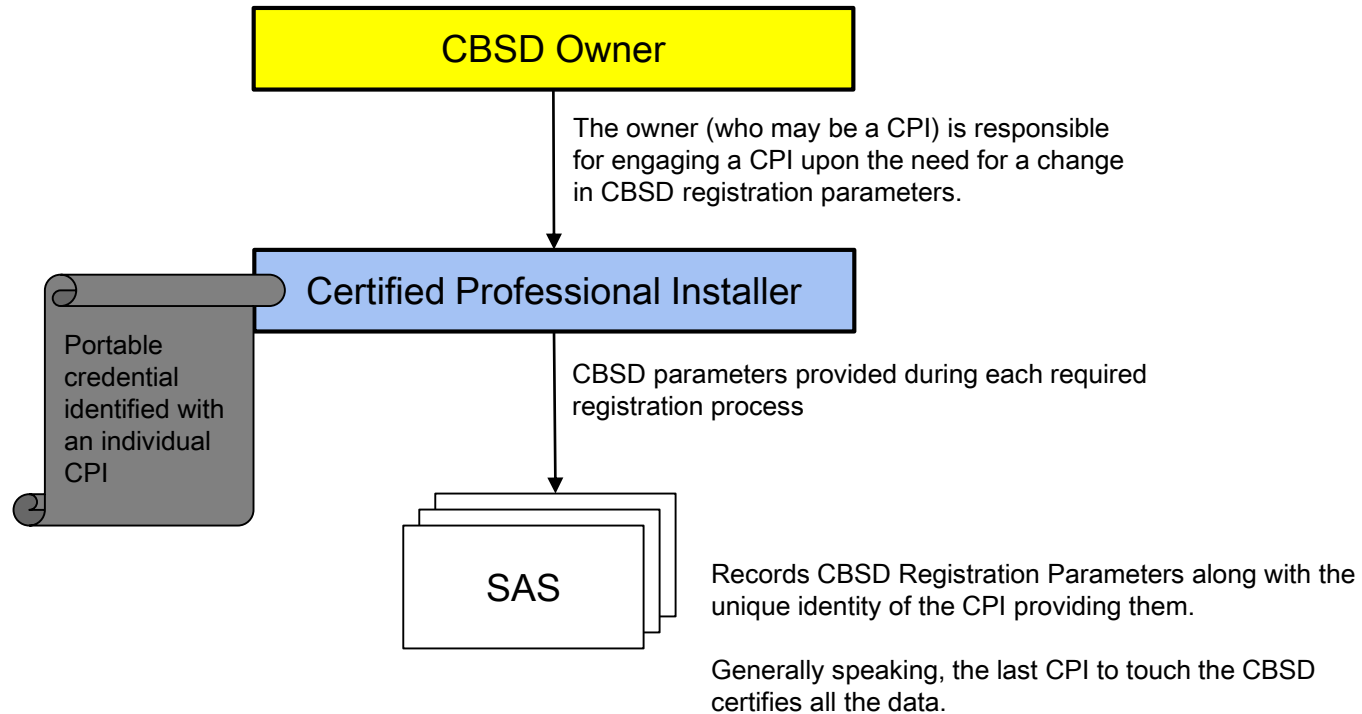 CBSD Owner
The owner (who may be a CPI) is responsible
for engaging a CPI upon the need for a change
in CBSD registration parameters.
Certified Professional Installer
Portable
credential
identified with
an individual
CPI
CBSD parameters provided during each required
registration process
SAS
Records CBSD Registration Parameters along with the
unique identity of the CPI providing them.
Generally speaking, the last CPI to touch the CBSD
certifies all the data.